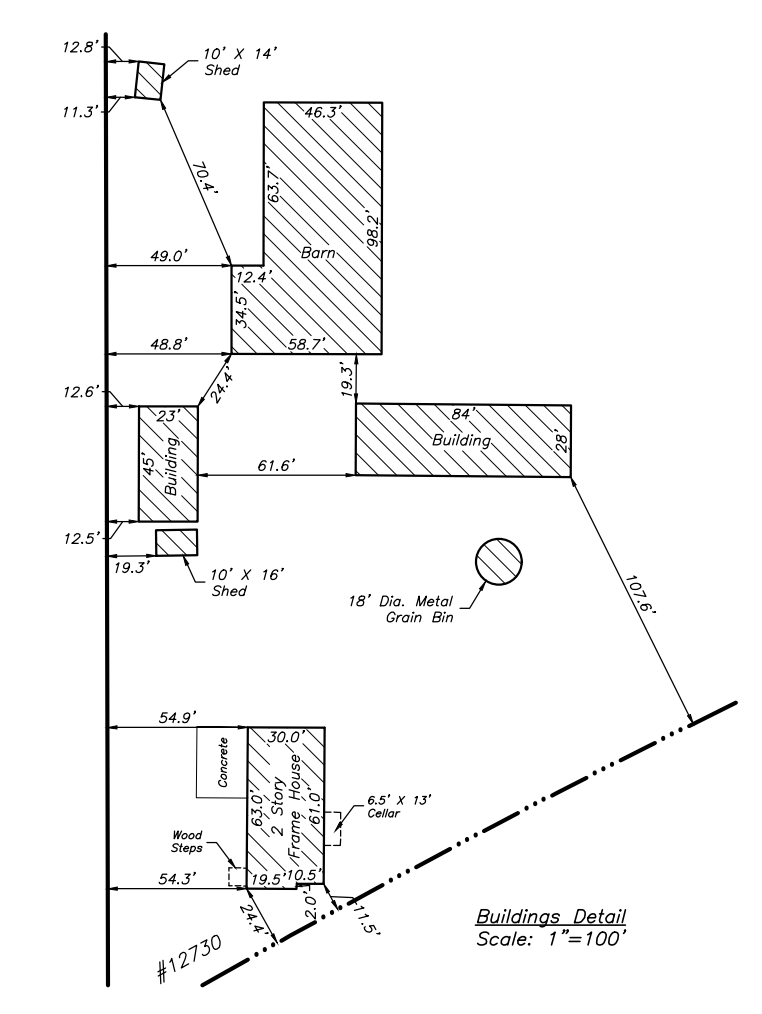 12.8'
10' X 14'
Shed
11.3'
46.3'
70.4'
63.7'
98.2'
Barn
49.0'
12.4'
34.5'
48.8'
58.7'
24.4'
19.3'
12.6'
23'
84'
Building
28'
45'
Building
61.6'
12.5'
19.3'
10' X 16'
Shed
18' Dia. Metal
Grain Bin
107.6'
54.9'
30.0'
Concrete
63.0'
2 Story
Frame House
61.0'
6.5' X 13'
Cellar
Wood
Steps
54.3'
19.5'
10.5'
2.0'
11.5'
24.4'
#12730
Buildings Detail
Scale: 1"=100'